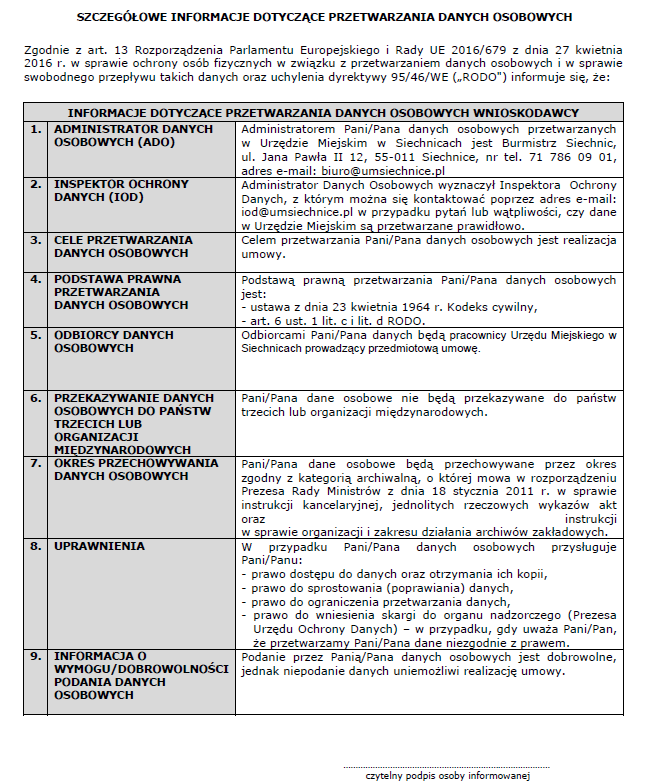 SZCZEGÓŁOWE INFORMACJE DOTYCZĄCE PRZETWARZANIA DANYCH OSOBOWYCH
Zgodnie z art. 13 Rozporządzenia Parlamentu Europejskiego i Rady UE 2016/679 z dnia 27 kwietnia
2016 r. w sprawie ochrony osób fizycznych w związku z przetwarzaniem danych osobowych i w sprawie
swobodnego przepływu takich danych oraz uchylenia dyrektywy 95/46/WE („RODO") informuje się, że:
INFORMACJE DOTYCZĄCE PRZETWARZANIA DANYCH OSOBOWYCH WNIOSKODAWCY
1. ADMINISTRATOR DANYCH
OSOBOWYCH (ADO)
Administratorem Pani/Pana danych osobowych przetwarzanych
w Urzędzie Miejskim w Siechnicach jest Burmistrz Siechnic,
ul. Jana Pawła II 12, 55-011 Siechnice, nr tel. 71 786 09 01,
adres e-mail: biuro@umsiechnice.pl
2. INSPEKTOR OCHRONY
DANYCH (IOD)
Administrator Danych Osobowych wyznaczył Inspektora Ochrony
Danych, z którym można się kontaktować poprzez adres e-mail:
iod@umsiechnice.pl w przypadku pytań lub wątpliwości, czy dane
w Urzędzie Miejskim są przetwarzane prawidłowo.
3. CELE PRZETWARZANIA
DANYCH OSOBOWYCH
Celem przetwarzania Pani/Pana danych osobowych jest realizacja
umowy.
4. PODSTAWA PRAWNA
PRZETWARZANIA
DANYCH OSOBOWYCH
Podstawą prawną przetwarzania Pani/Pana danych osobowych
jest:
- ustawa z dnia 23 kwietnia 1964 r. Kodeks cywilny,
- art. 6 ust. 1 lit. c i lit. d RODO.
5. ODBIORCY DANYCH
OSOBOWYCH
Odbiorcami Pani/Pana danych będą pracownicy Urzędu Miejskiego w
Siechnicach prowadzący przedmiotową umowę.
6. PRZEKAZYWANIE DANYCH
OSOBOWYCH DO PAŃSTW
TRZECICH LUB
ORGANIZACJI
MIĘDZYNARODOWYCH
Pani/Pana dane osobowe nie będą przekazywane do państw
trzecich lub organizacji międzynarodowych.
7. OKRES PRZECHOWYWANIA
DANYCH OSOBOWYCH
Pani/Pana dane osobowe będą przechowywane przez okres
zgodny z kategorią archiwalną, o której mowa w rozporządzeniu
Prezesa Rady Ministrów z dnia 18 stycznia 2011 r. w sprawie
instrukcji kancelaryjnej, jednolitych rzeczowych wykazów akt
oraz instrukcji
w sprawie organizacji i zakresu działania archiwów zakładowych.
8. UPRAWNIENIA
W przypadku Pani/Pana danych osobowych przysługuje
Pani/Panu:
- prawo dostępu do danych oraz otrzymania ich kopii,
- prawo do sprostowania (poprawiania) danych,
- prawo do ograniczenia przetwarzania danych,
- prawo do wniesienia skargi do organu nadzorczego (Prezesa
Urzędu Ochrony Danych) – w przypadku, gdy uważa Pani/Pan,
że przetwarzamy Pani/Pana dane niezgodnie z prawem.
9. INFORMACJA O
WYMOGU/DOBROWOLNOŚCI
PODANIA DANYCH
OSOBOWYCH
Podanie przez Panią/Pana danych osobowych jest dobrowolne,
jednak niepodanie danych uniemożliwi realizację umowy.
czytelny podpis osoby informowanej